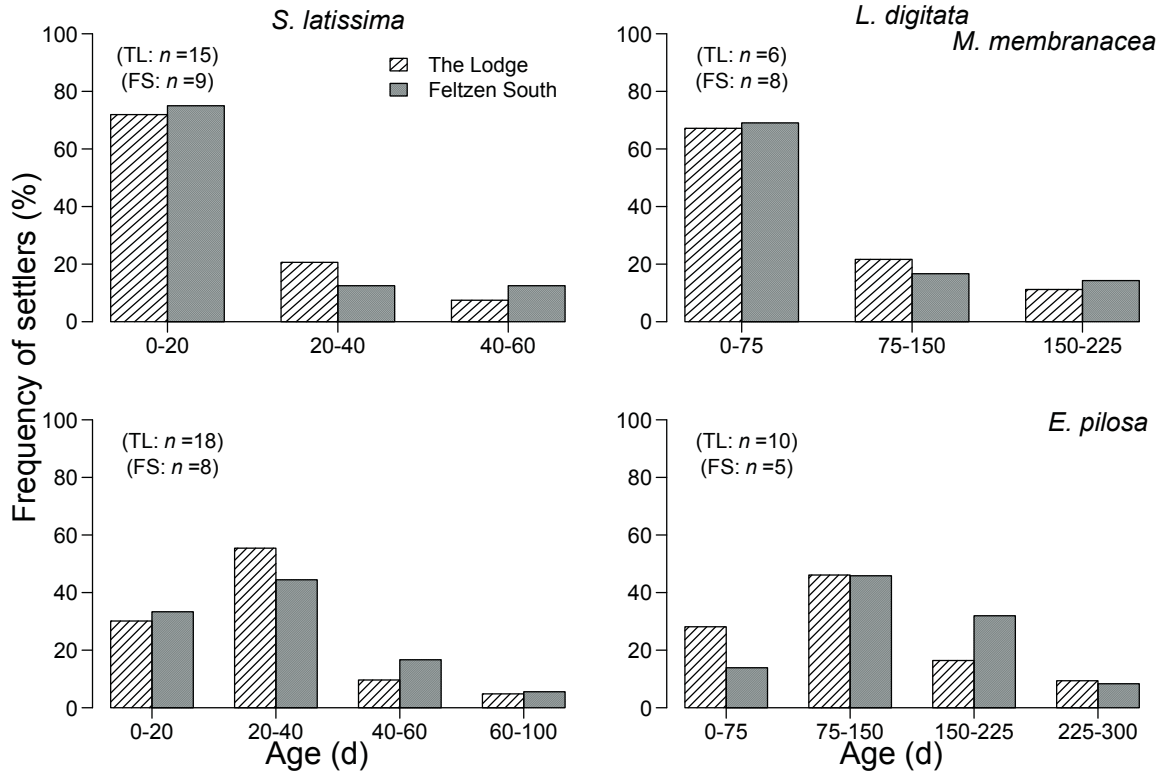 S. latissima
L. digitata
M. membranacea
Frequency of settlers (%)
100
80
60
40
20
0
(TL: n =15)
(FS: n =9)
The Lodge
Feltzen South
0-20
20-40
40-60
100
80
60
40
20
0
(TL: n =6)
(FS: n =8)
0-75
75-150
150-225
100
80
60
40
20
0
(TL: n =18)
(FS: n =8)
0-20
20-40
40-60
60-100
Age (d)
E. pilosa
100
80
60
40
20
0
(TL: n =10)
(FS: n =5)
0-75
75-150
150-225
225-300
Age (d)